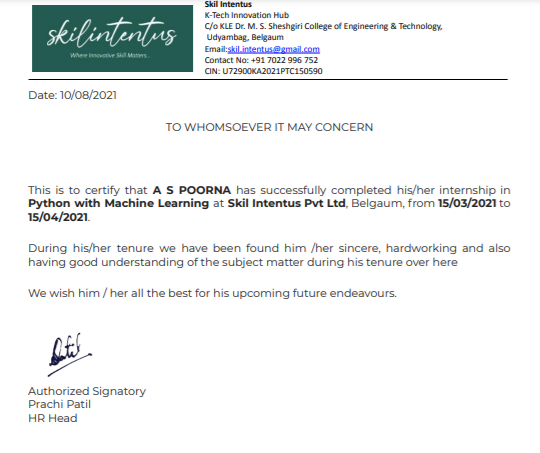 skilintentus
Where Innovative Skill Matters...
Skil Intentus
K-Tech Innovation Hub
C/o KLE Dr. M. S. Sheshgiri College of Engineering & Technology,
Udyambag, Belgaum
Email:skil.intentus@gmail.com
Contact No: +91 7022 996 752
CIN: U72900KA2021PTC150590
Date: 10/08/2021
TO WHOMSOEVER IT MAY CONCERN
This is to certify that A S POORNA has successfully completed his/her internship in
Python with Machine Learning at Skil Intentus Pvt Ltd, Belgaum, from 15/03/2021 to
15/04/2021.
During his/her tenure we have been found him /her sincere, hardworking and also
having good understanding of the subject matter during his tenure over here
We wish him / her all the best for his upcoming future endeavours.
Authorized Signatory
Prachi Patil
HR Head